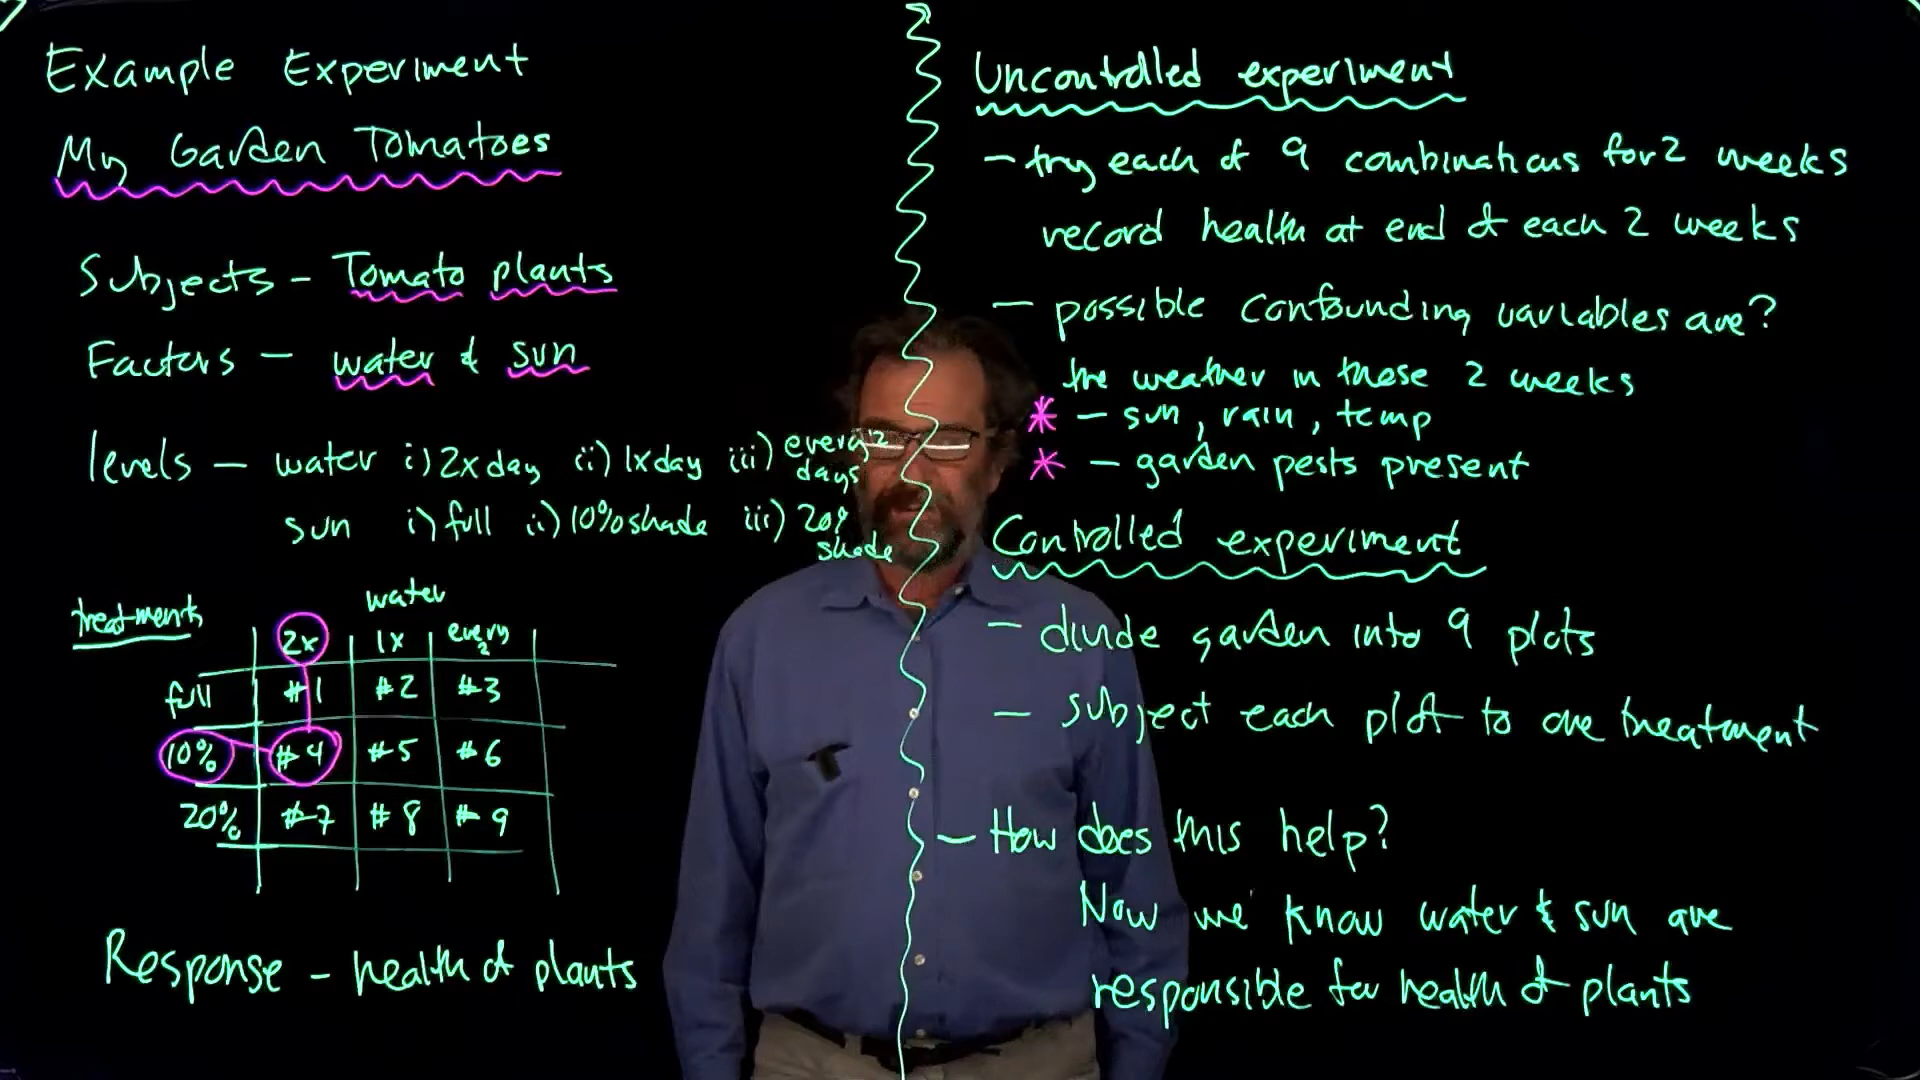 Example Experiment
My Garden Tomatoes
Subjects - Tomato plants
Factors - water & sun
levels - water i) 2x day ii) 1x day iii) every 2 days
sun i) full ii) 10% shade iii) 20% shade
treatments
water
2x 1x every 2
full #1 #2 #3
10% #4 #5 #6
20% #7 #8 #9
Response - health of plants
Uncontrolled experiment
- try each of 9 combinations for 2 weeks
record health at end of each 2 weeks
- possible confounding variables are?
the weather in these 2 weeks
* - sun, rain, temp
* - garden pests present
Controlled experiment
- divide garden into 9 plots
- subject each plot to one treatment
- How does this help?
Now we know water & sun are
responsible for health of plants